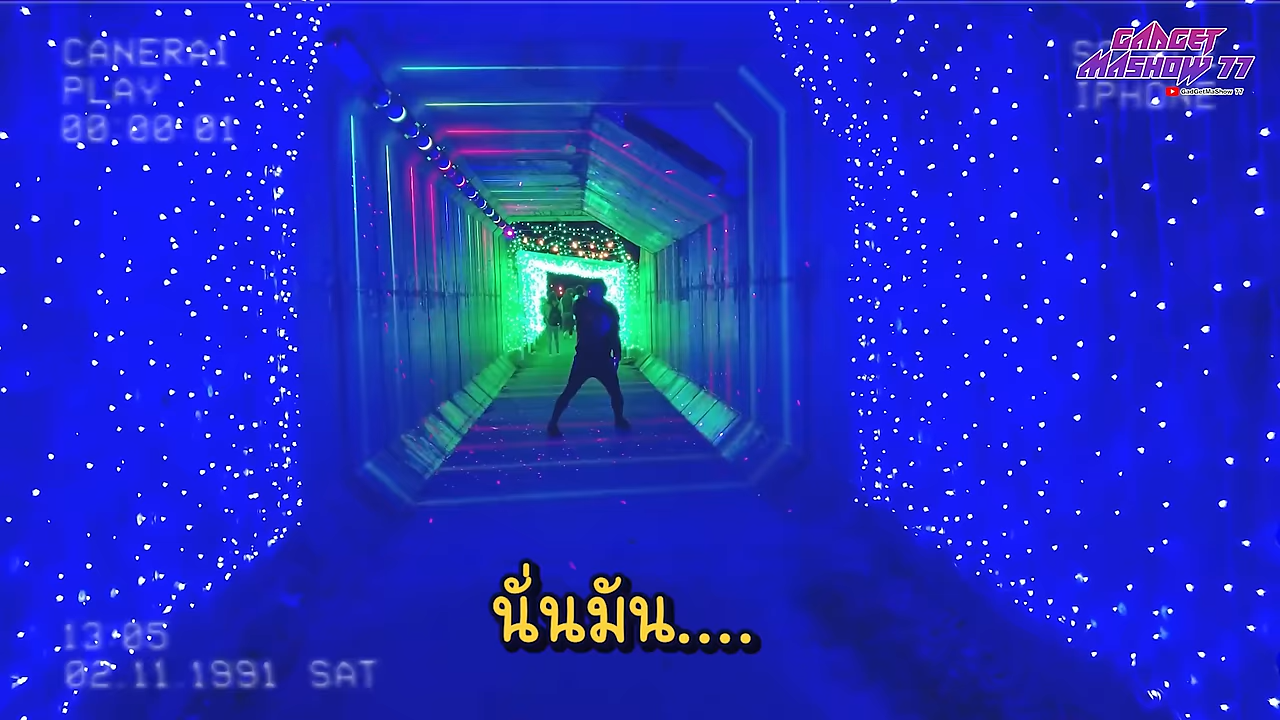 CANERA1
PLAY
00:00:01
GADGET
MASHOW 77
GadGetMaShow 77
IPHONE
นั่นมัน....
13:05
02.11.1991 SAT